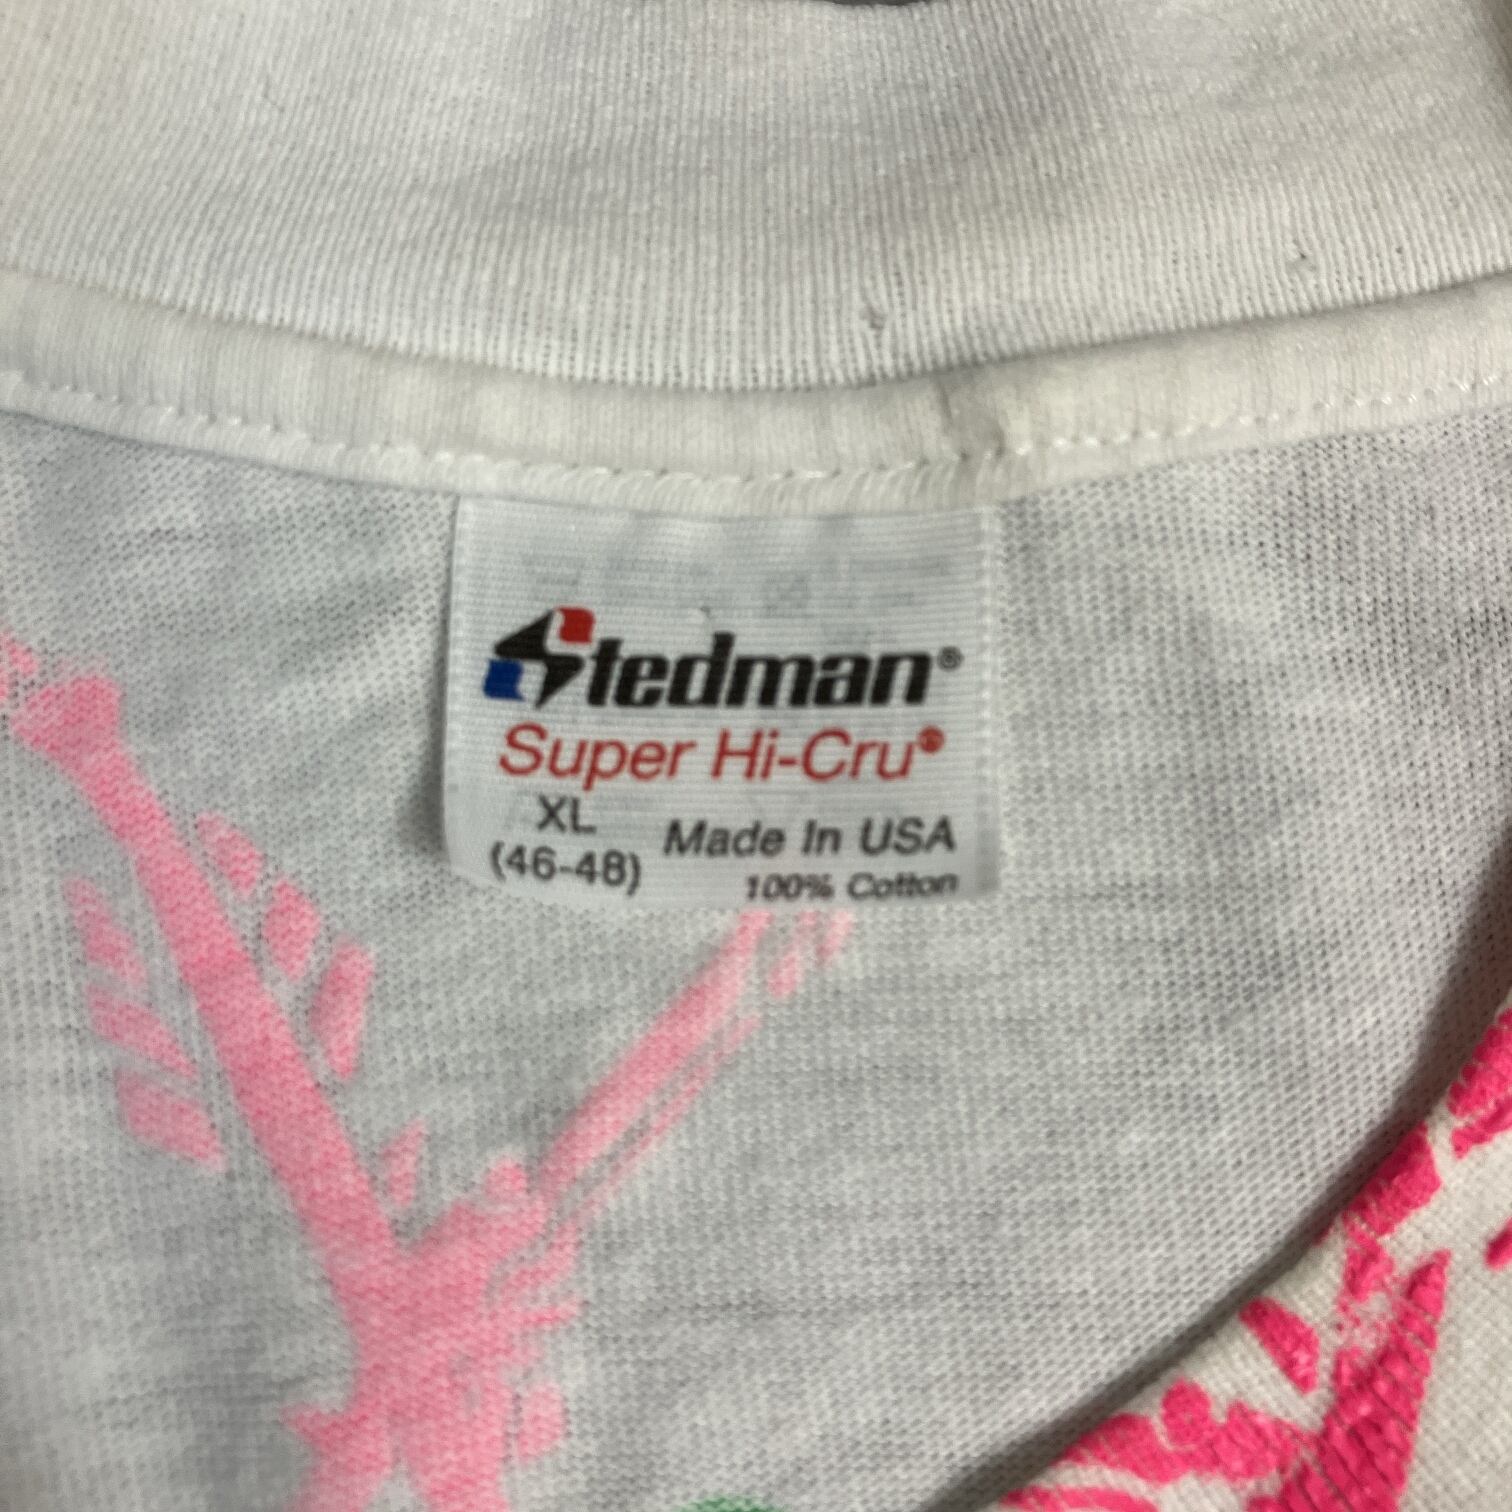 Stedman®
Super Hi-Cru®
XL
(46-48)
Made In USA
100% Cotton